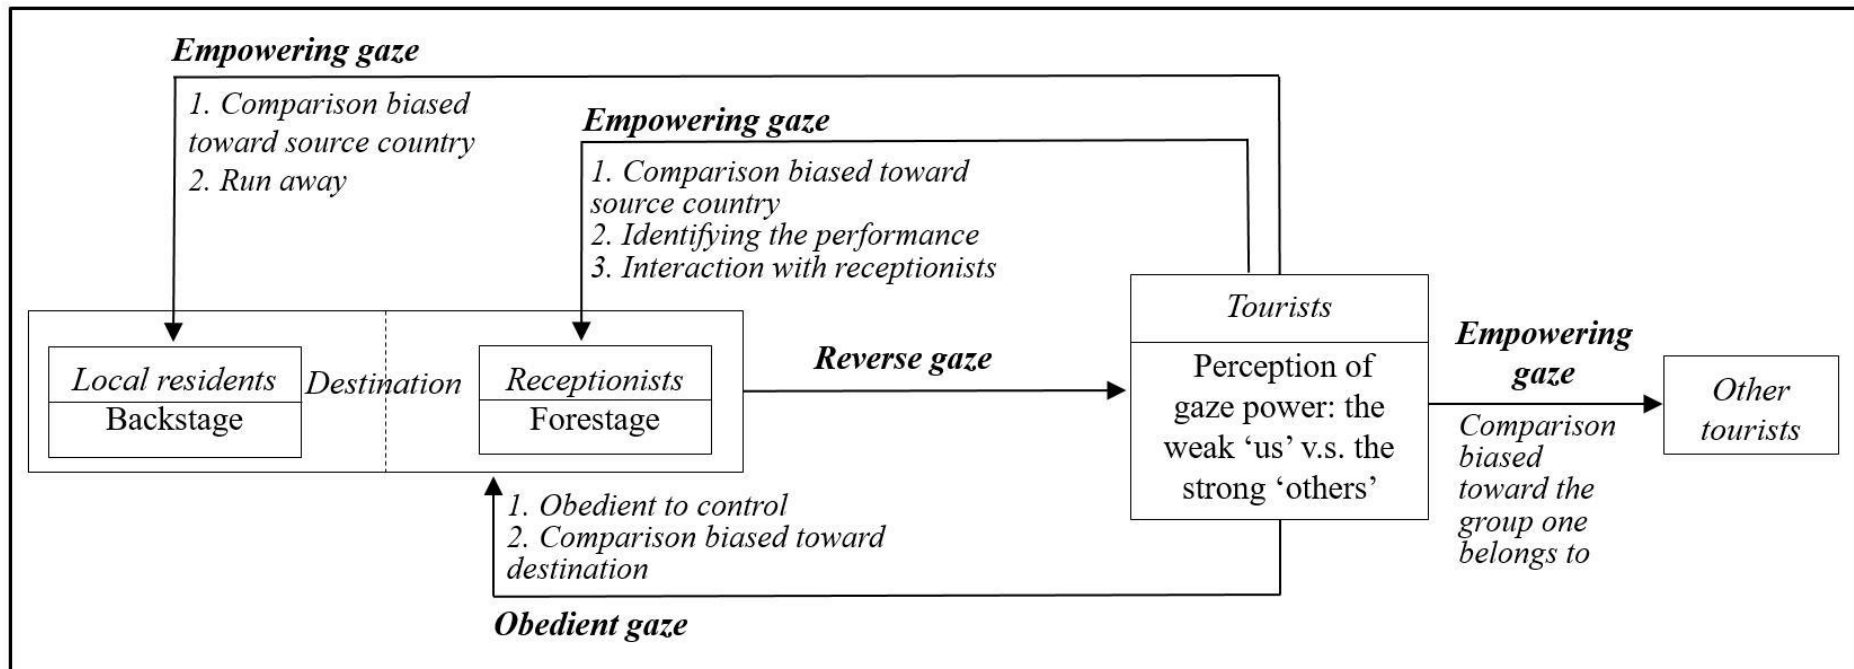 Empowering gaze
1. Comparison biased
toward source country
2. Run away
Empowering gaze
1. Comparison biased toward
source country
2. Identifying the performance
3. Interaction with receptionists
Local residents
Backstage
Destination
Receptionists
Forestage
Reverse gaze
Tourists
Perception of
gaze power: the
weak ‘us’ v.s. the
strong ‘others’
Empowering
gaze
Comparison
biased
toward the
group one
belongs to
Other
tourists
1. Obedient to control
2. Comparison biased toward
destination
Obedient gaze